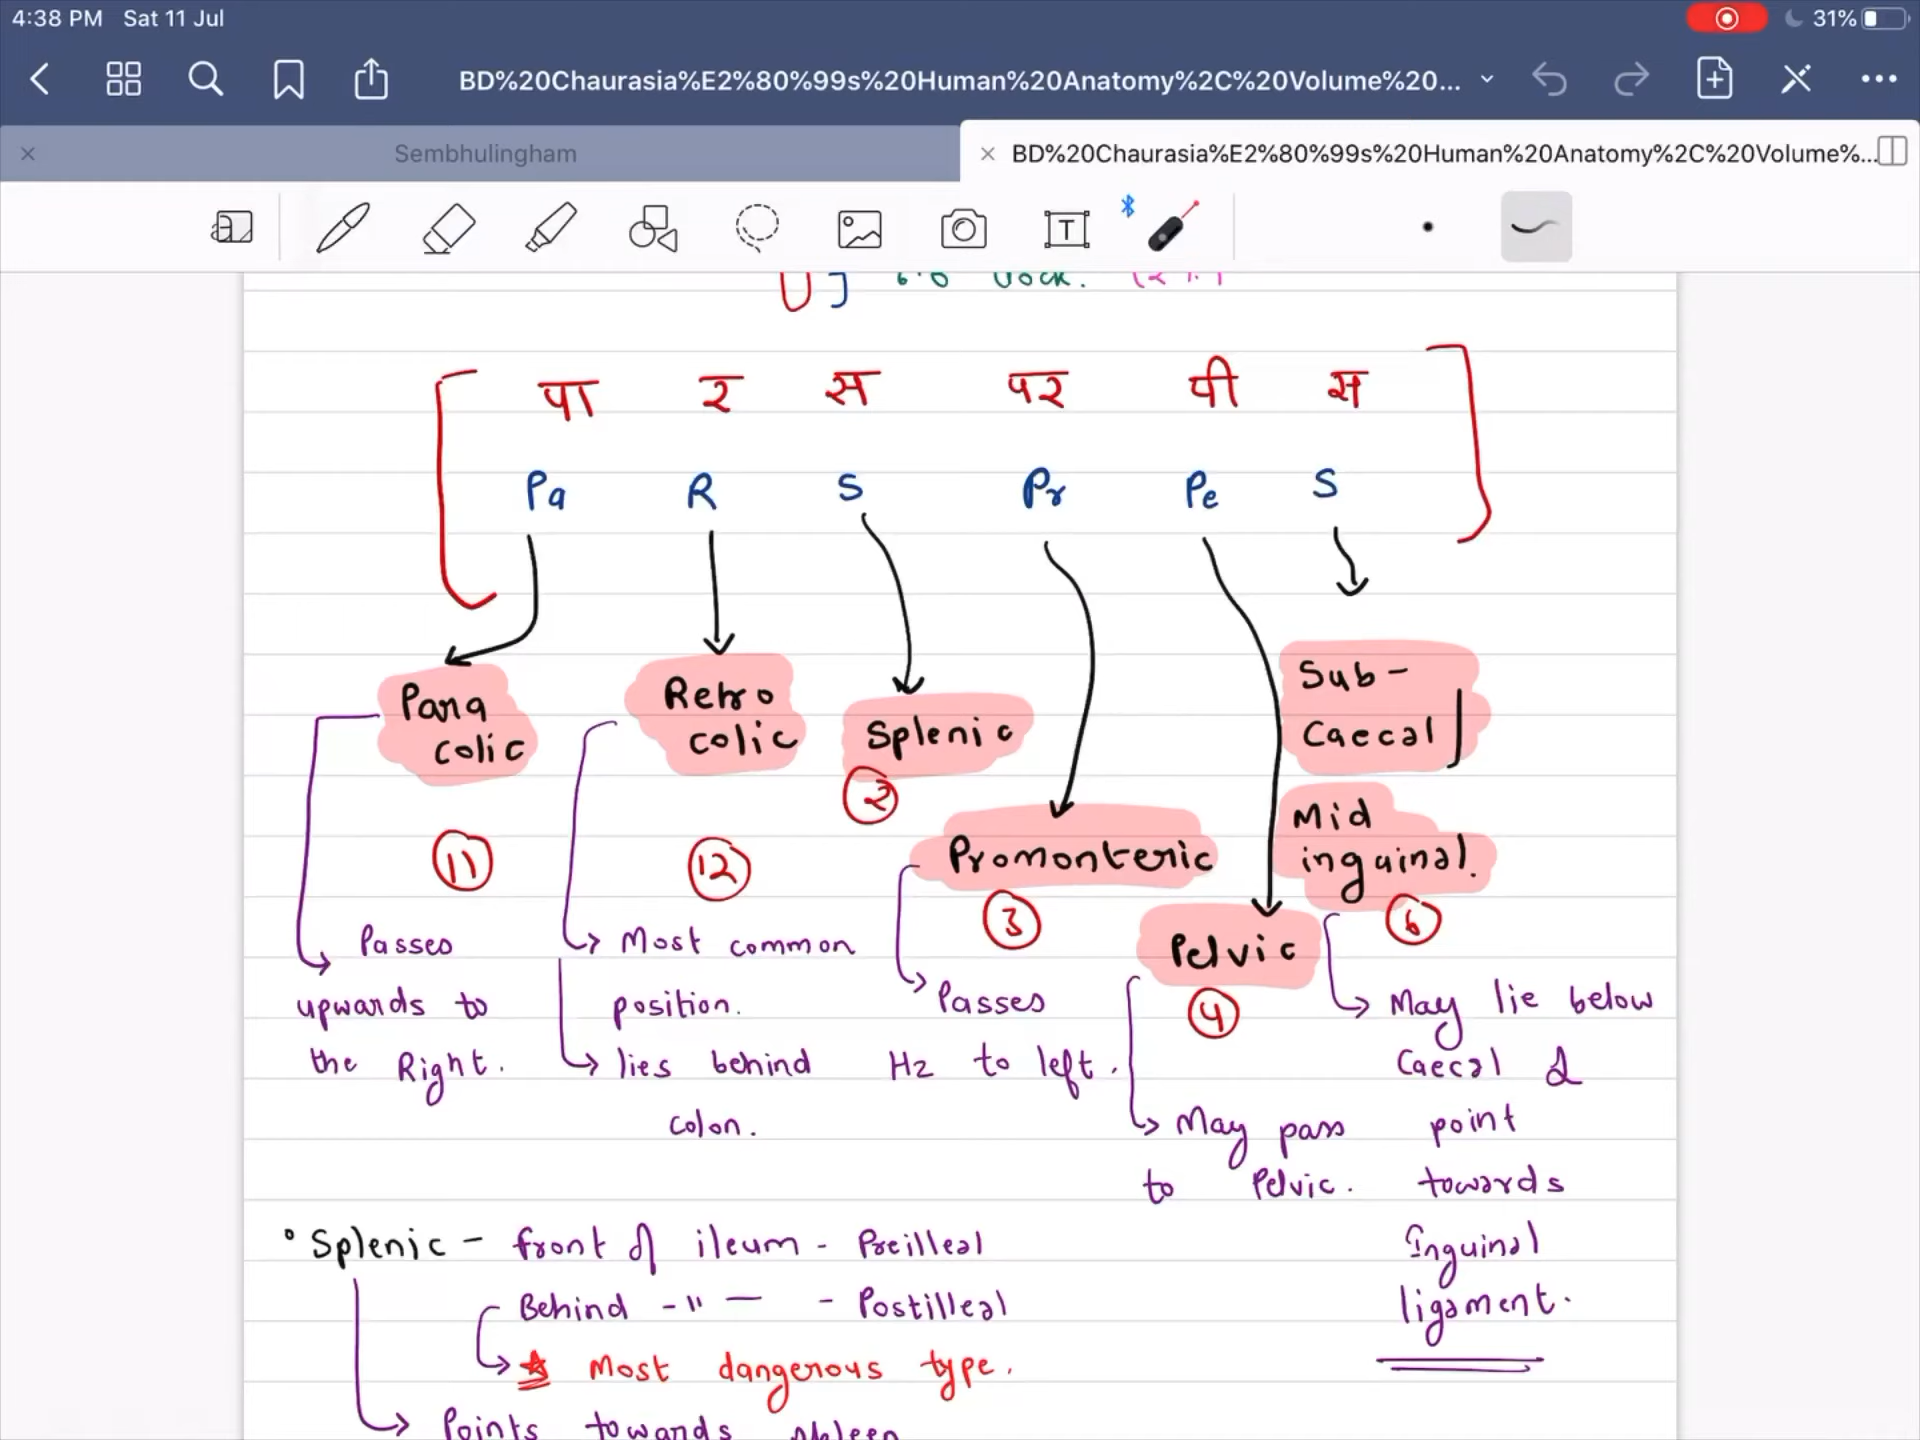 4:38 PM Sat 11 Jul
31%
BD%20Chaurasia%E2%80%99s%20Human%20Anatomy%2C%20Volume%20...
Sembhulingham
BD%20Chaurasia%E2%80%99s%20Human%20Anatomy%2C%20Volume%...
पा र स पर पी स
Pa R S Pr Pe S
Para colic
Retro colic
Splenic
Sub-
Caecal
Mid
inguinal.
Promonteric
Pelvic
2
11
12
3
6
4
Passes
upwards to
the Right.
Most common
position.
lies behind
colon.
Passes
Hz to left.
May pass
to Pelvic.
May lie below
Caecal &
point
towards
Inguinal
ligament.
Splenic - front of ileum - Preilleal
Behind -"- - Postilleal
Most dangerous type.
Points towards spleen